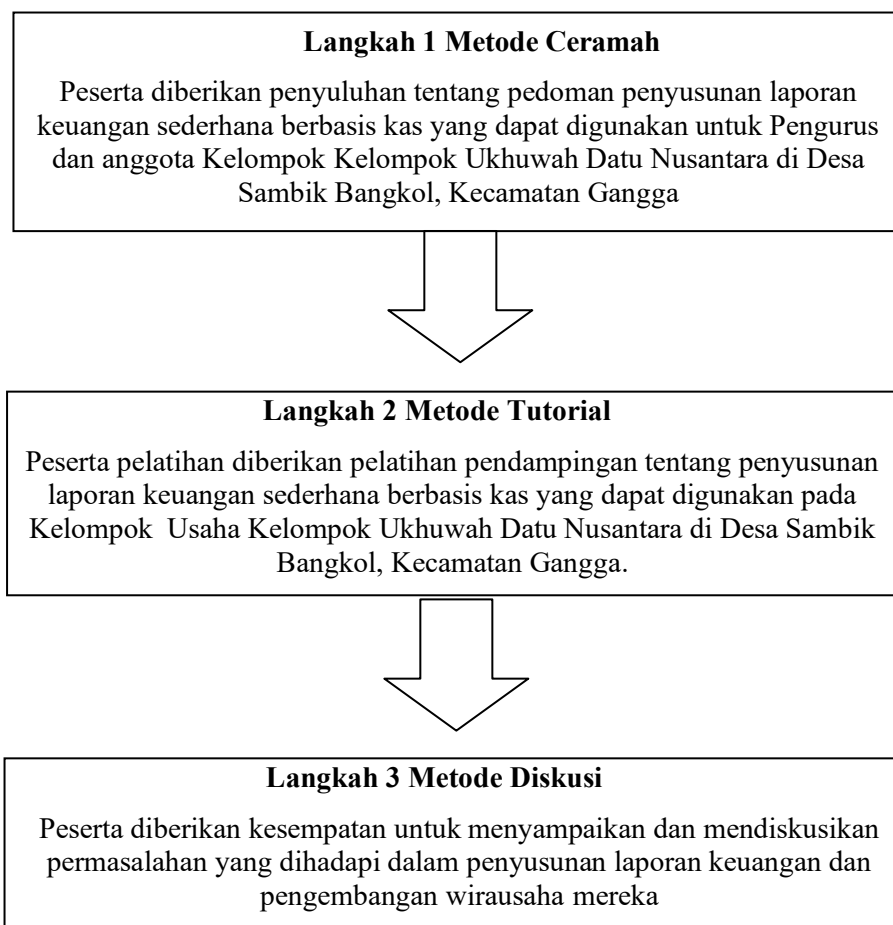 Langkah 1 Metode Ceramah
Peserta diberikan penyuluhan tentang pedoman penyusunan laporan
keuangan sederhana berbasis kas yang dapat digunakan untuk Pengurus
dan anggota Kelompok Kelompok Ukhuwah Datu Nusantara di Desa
Sambik Bangkol, Kecamatan Gangga
Langkah 2 Metode Tutorial
Peserta pelatihan diberikan pelatihan pendampingan tentang penyusunan
laporan keuangan sederhana berbasis kas yang dapat digunakan pada
Kelompok Usaha Kelompok Ukhuwah Datu Nusantara di Desa Sambik
Bangkol, Kecamatan Gangga.
Langkah 3 Metode Diskusi
Peserta diberikan kesempatan untuk menyampaikan dan mendiskusikan
permasalahan yang dihadapi dalam penyusunan laporan keuangan dan
pengembangan wirausaha mereka